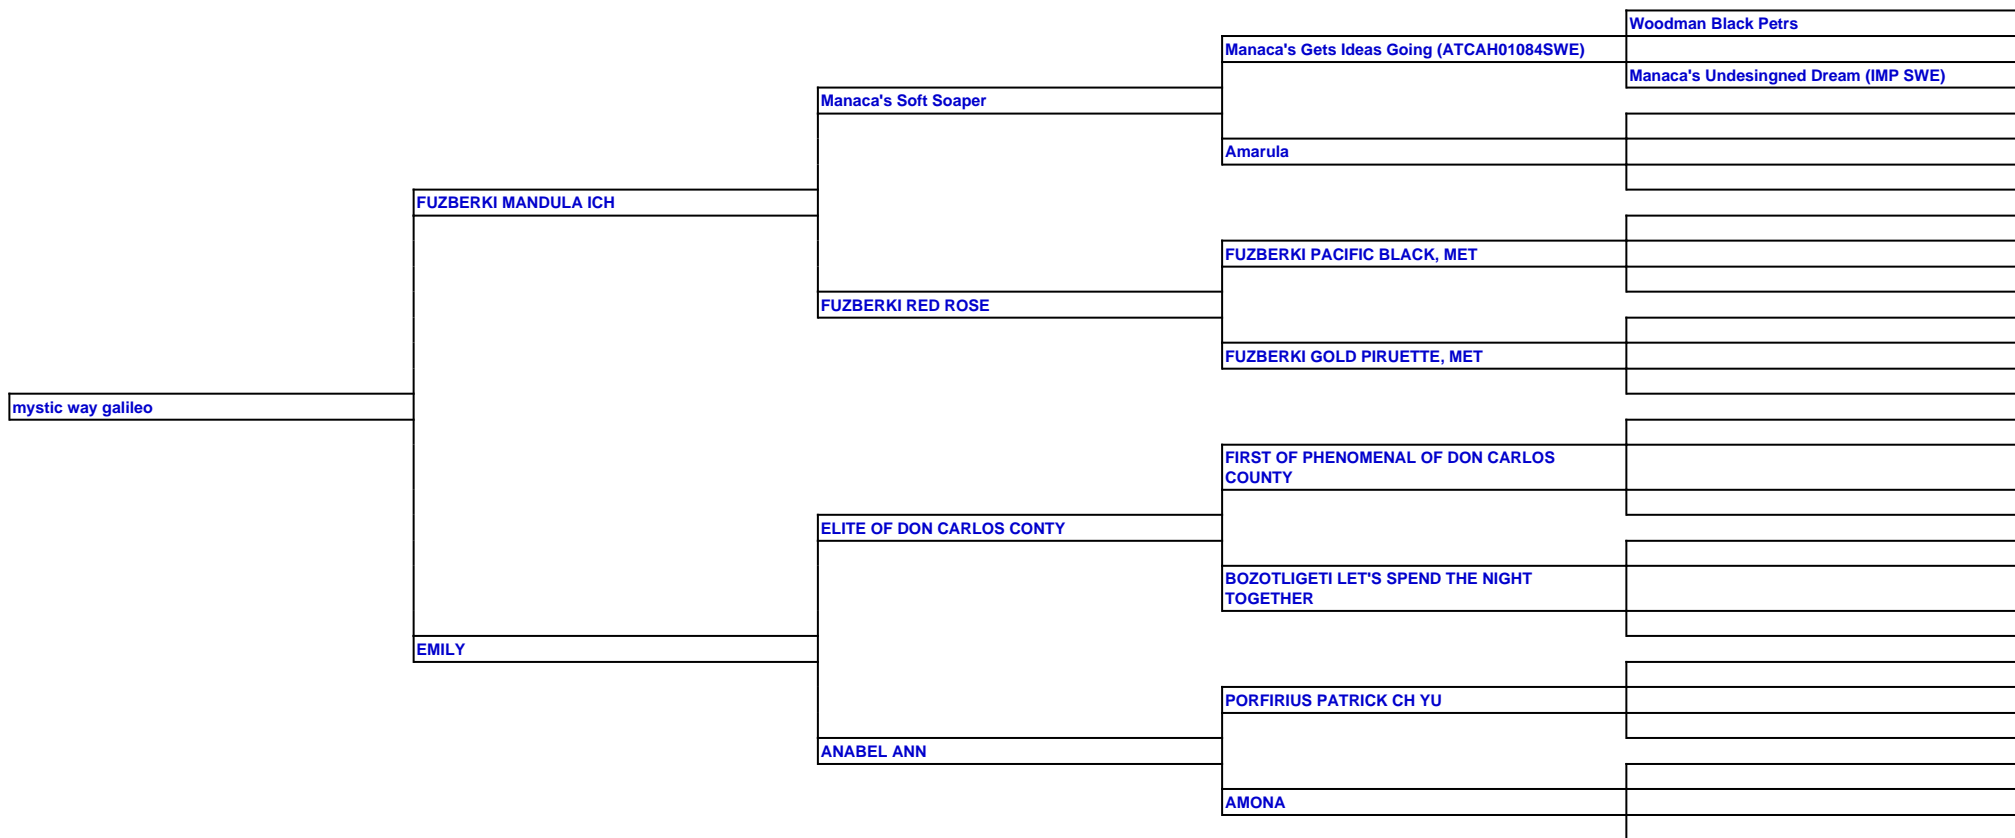 Woodman Black Petrs
Manaca's Gets Ideas Going (ATCAH01084SWE)
Manaca's Undesingned Dream (IMP SWE)
Manaca's Soft Soaper
Amarula
FUZBERKI MANDULA ICH
FUZBERKI PACIFIC BLACK, MET
FUZBERKI RED ROSE
FUZBERKI GOLD PIRUETTE, MET
mystic way galileo
FIRST OF PHENOMENAL OF DON CARLOS
COUNTY
ELITE OF DON CARLOS CONTY
BOZOTLIGETI LET'S SPEND THE NIGHT
TOGETHER
EMILY
PORFIRIUS PATRICK CH YU
ANABEL ANN
AMONA